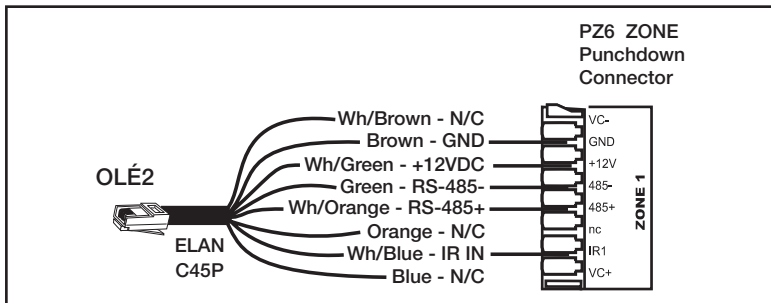 PZ6 ZONE
Punchdown
Connector
Wh/Brown - N/C
Brown - GND
Wh/Green - +12VDC
Green - RS-485-
Wh/Orange - RS-485+
Orange - N/C
Wh/Blue - IR IN
Blue - N/C
OLÉ2
ELAN
C45P
VC-
GND
+12V
485-
485+
nc
IR1
VC+
ZONE 1